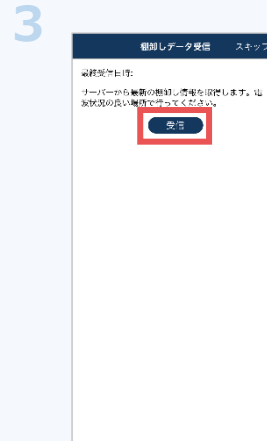 3
棚卸しデータ受信 スキップ
最終受信日時:
サーバーから最新の棚卸し情報を取得します。電
波状況の良い場所で行ってください。
受信